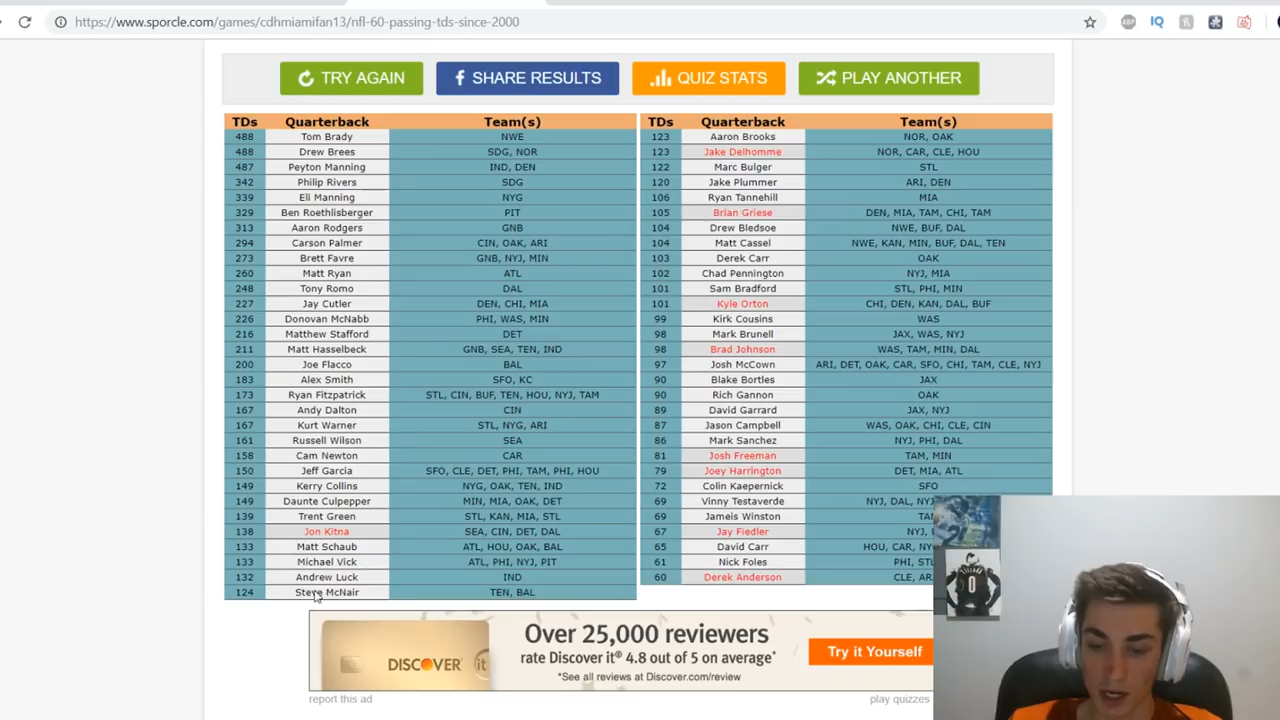 https://www.sporcle.com/games/cdhmiamifan13/nfl-60-passing-tds-since-2000
TRY AGAIN
SHARE RESULTS
QUIZ STATS
PLAY ANOTHER
TDs Quarterback Team(s)
488 Tom Brady NWE
488 Drew Brees SDG, NOR
487 Peyton Manning IND, DEN
342 Philip Rivers SDG
339 Eli Manning NYG
329 Ben Roethlisberger PIT
313 Aaron Rodgers GNB
294 Carson Palmer CIN, OAK, ARI
273 Brett Favre GNB, NYJ, MIN
260 Matt Ryan ATL
248 Tony Romo DAL
227 Jay Cutler DEN, CHI, MIA
226 Donovan McNabb PHI, WAS, MIN
216 Matthew Stafford DET
211 Matt Hasselbeck GNB, SEA, TEN, IND
200 Joe Flacco BAL
183 Alex Smith SFO, KC
173 Ryan Fitzpatrick STL, CIN, BUF, TEN, HOU, NYJ, TAM
167 Andy Dalton CIN
167 Kurt Warner STL, NYG, ARI
161 Russell Wilson SEA
158 Cam Newton CAR
150 Jeff Garcia SFO, CLE, DET, PHI, TAM, PHI, HOU
149 Kerry Collins NYG, OAK, TEN, IND
149 Daunte Culpepper MIN, MIA, OAK, DET
139 Trent Green STL, KAN, MIA, STL
138 Jon Kitna SEA, CIN, DET, DAL
133 Matt Schaub ATL, HOU, OAK, BAL
133 Michael Vick ATL, PHI, NYJ, PIT
132 Andrew Luck IND
124 Steve McNair TEN, BAL
TDs Quarterback Team(s)
123 Aaron Brooks NOR, OAK
123 Jake Delhomme NOR, CAR, CLE, HOU
122 Marc Bulger STL
120 Jake Plummer ARI, DEN
106 Ryan Tannehill MIA
105 Brian Griese DEN, MIA, TAM, CHI, TAM
104 Drew Bledsoe NWE, BUF, DAL
104 Matt Cassel NWE, KAN, MIN, BUF, DAL, TEN
103 Derek Carr OAK
102 Chad Pennington NYJ, MIA
101 Sam Bradford STL, PHI, MIN
101 Kyle Orton CHI, DEN, KAN, DAL, BUF
99 Kirk Cousins WAS
98 Mark Brunell JAX, WAS, NYJ
98 Brad Johnson WAS, TAM, MIN, DAL
97 Josh McCown ARI, DET, OAK, CAR, SFO, CHI, TAM, CLE, NYJ
90 Blake Bortles JAX
90 Rich Gannon OAK
89 David Garrard JAX, NYJ
87 Jason Campbell WAS, OAK, CHI, CLE, CIN
86 Mark Sanchez NYJ, PHI, DAL
81 Josh Freeman TAM, MIN
79 Joey Harrington DET, MIA, ATL
72 Colin Kaepernick SFO
69 Vinny Testaverde NYJ, DAL,
69 Jameis Winston
67 Jay Fiedler NYJ,
65 David Carr HOU, CAR,
61 Nick Foles PHI,
60 Derek Anderson CLE,
DISCOVER it
Over 25,000 reviewers
rate Discover it® 4.8 out of 5 on average*
*See all reviews at Discover.com/review
Try it Yourself
report this ad
play quizzes
0